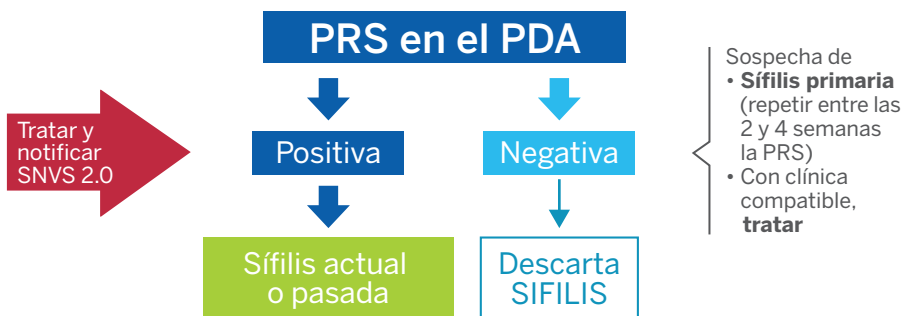 PRS en el PDA
Tratar y
notificar
SNVS 2.0
Positiva
Negativa
Sospecha de
• Sífilis primaria
(repetir entre las
2 y 4 semanas
la PRS)
• Con clínica
compatible,
tratar
Sífilis actual
o pasada
Descarta
SIFILIS